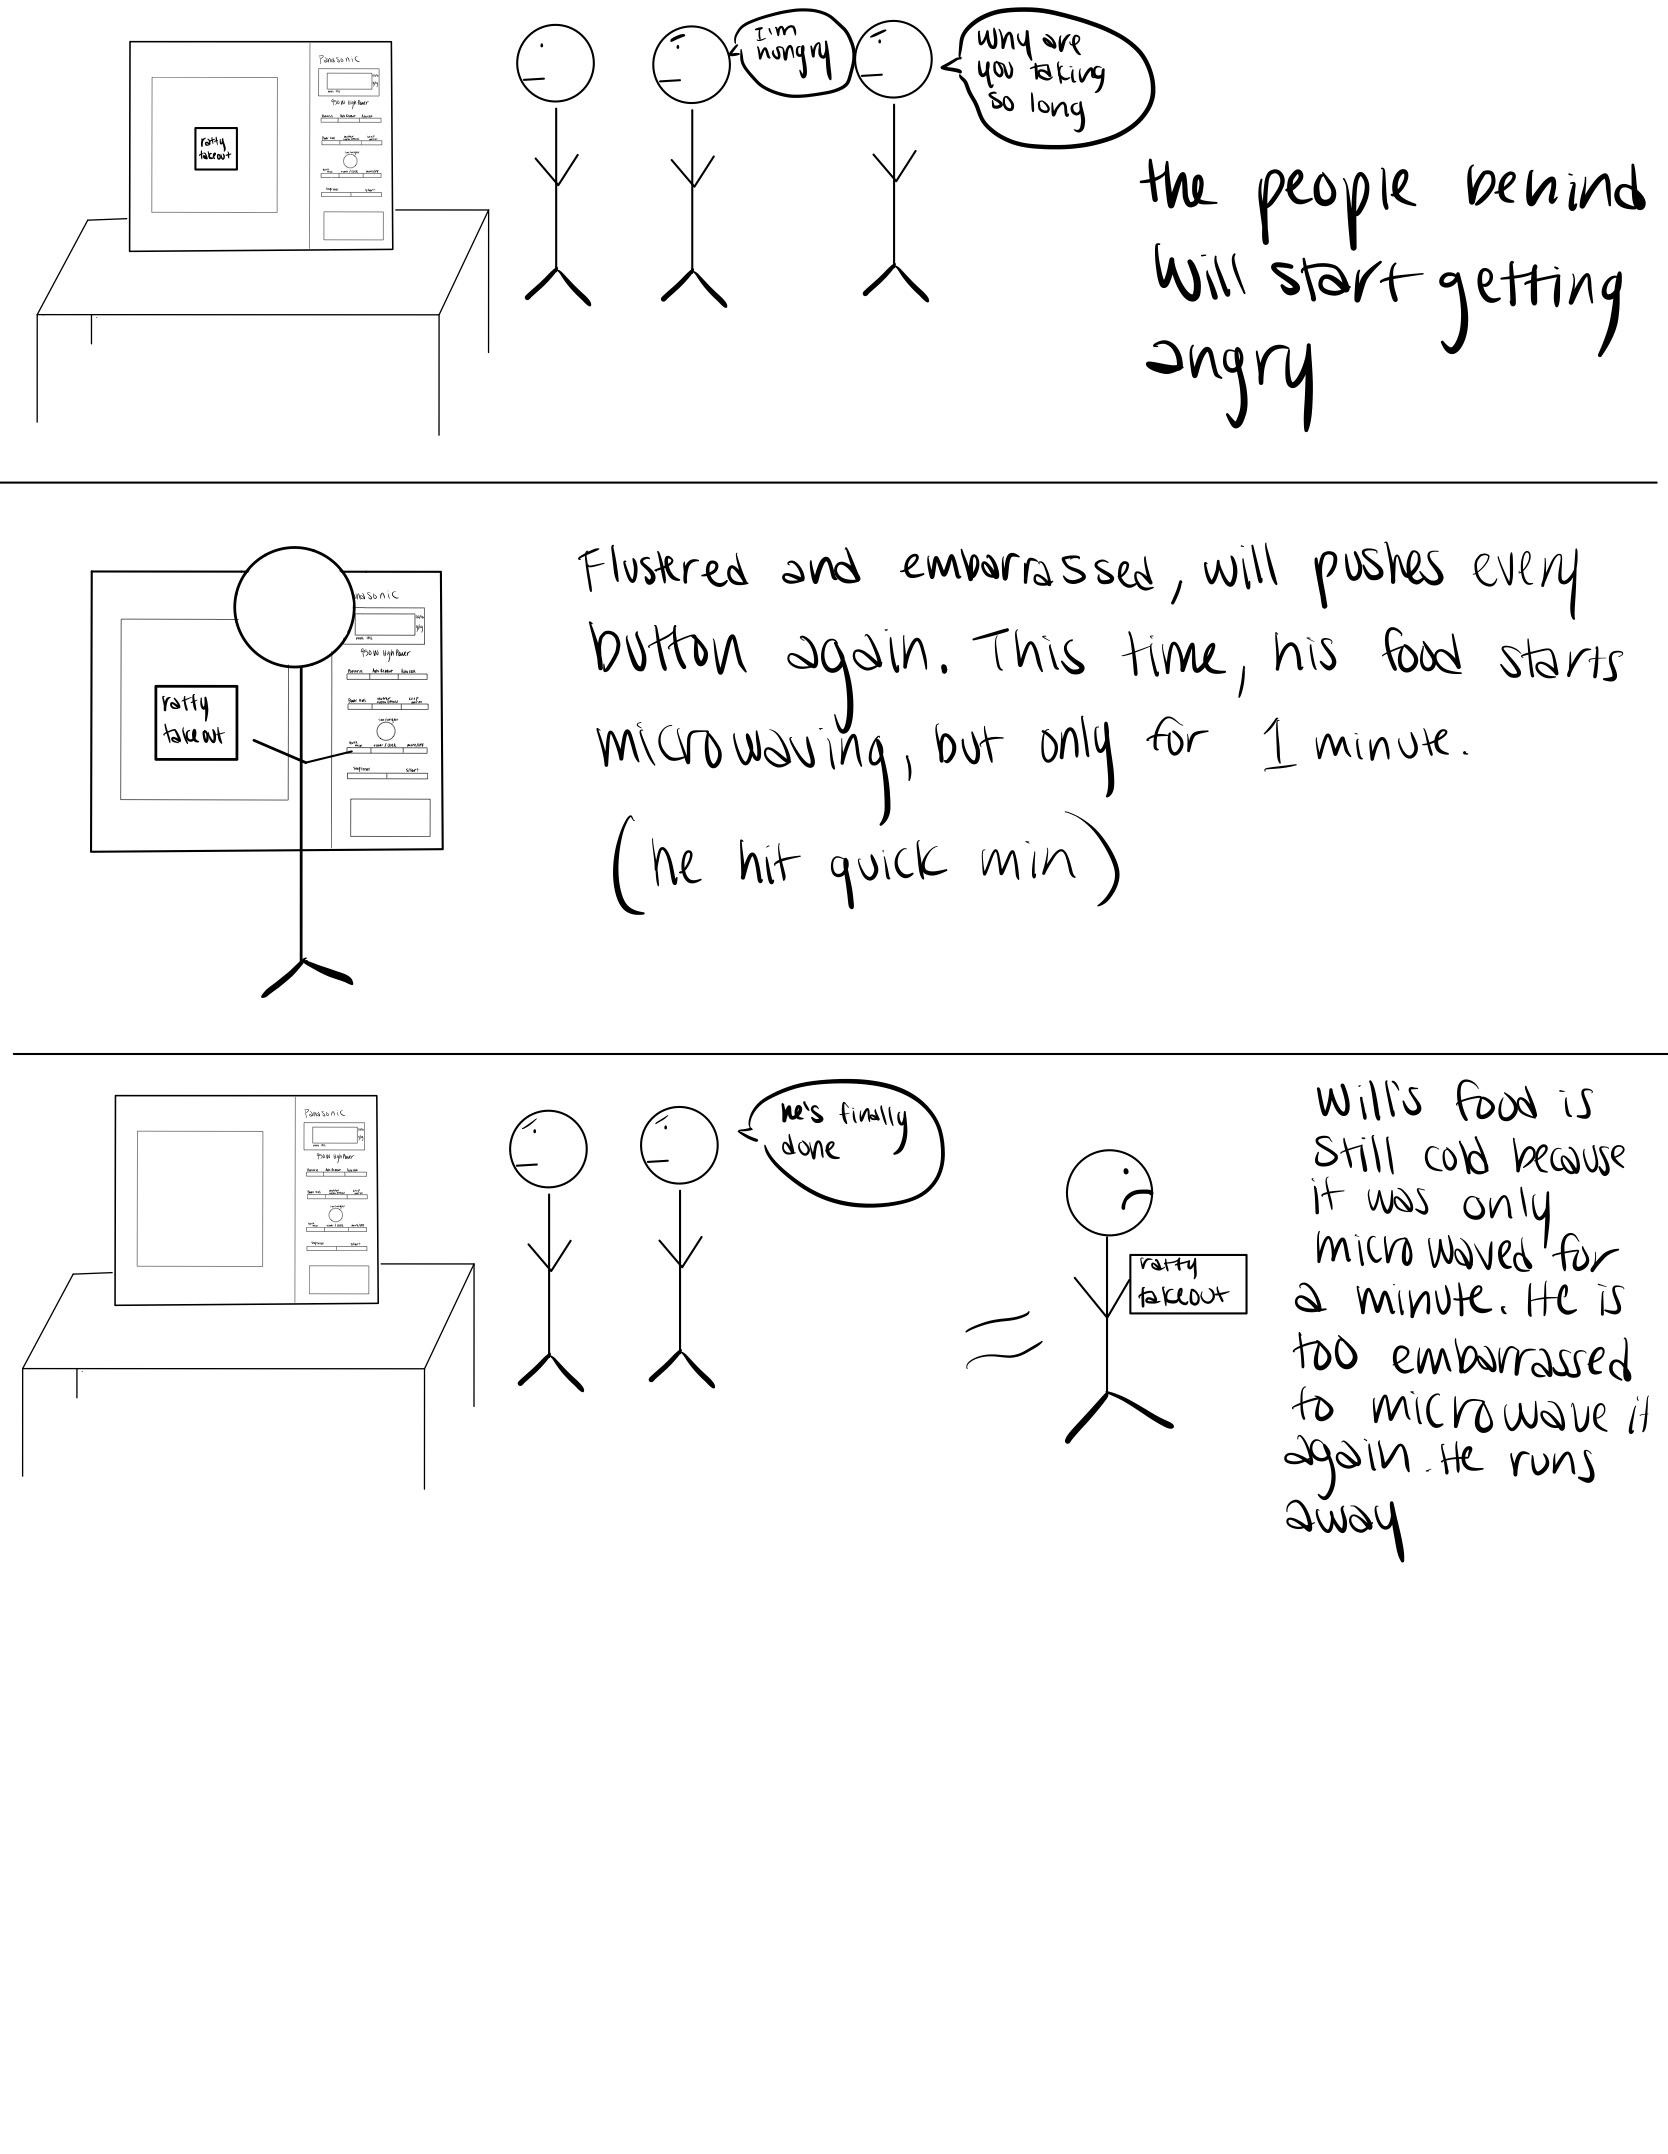 Panasonic
950W High Power
ratty
takeout
I'm
hungry
why are
you taking
so long
the people behind
Will start getting
angry
Panasonic
950W High Power
ratty
takeout
Flustered and embarrassed, will pushes every
button again. This time, his food starts
microwaving, but only for 1 minute.
(he hit quick min)
Panasonic
950W High Power
he's finally
done
ratty
takeout
Will's food is
still cold because
it was only
microwaved for
a minute. He is
too embarrassed
to microwave it
again. He runs
away